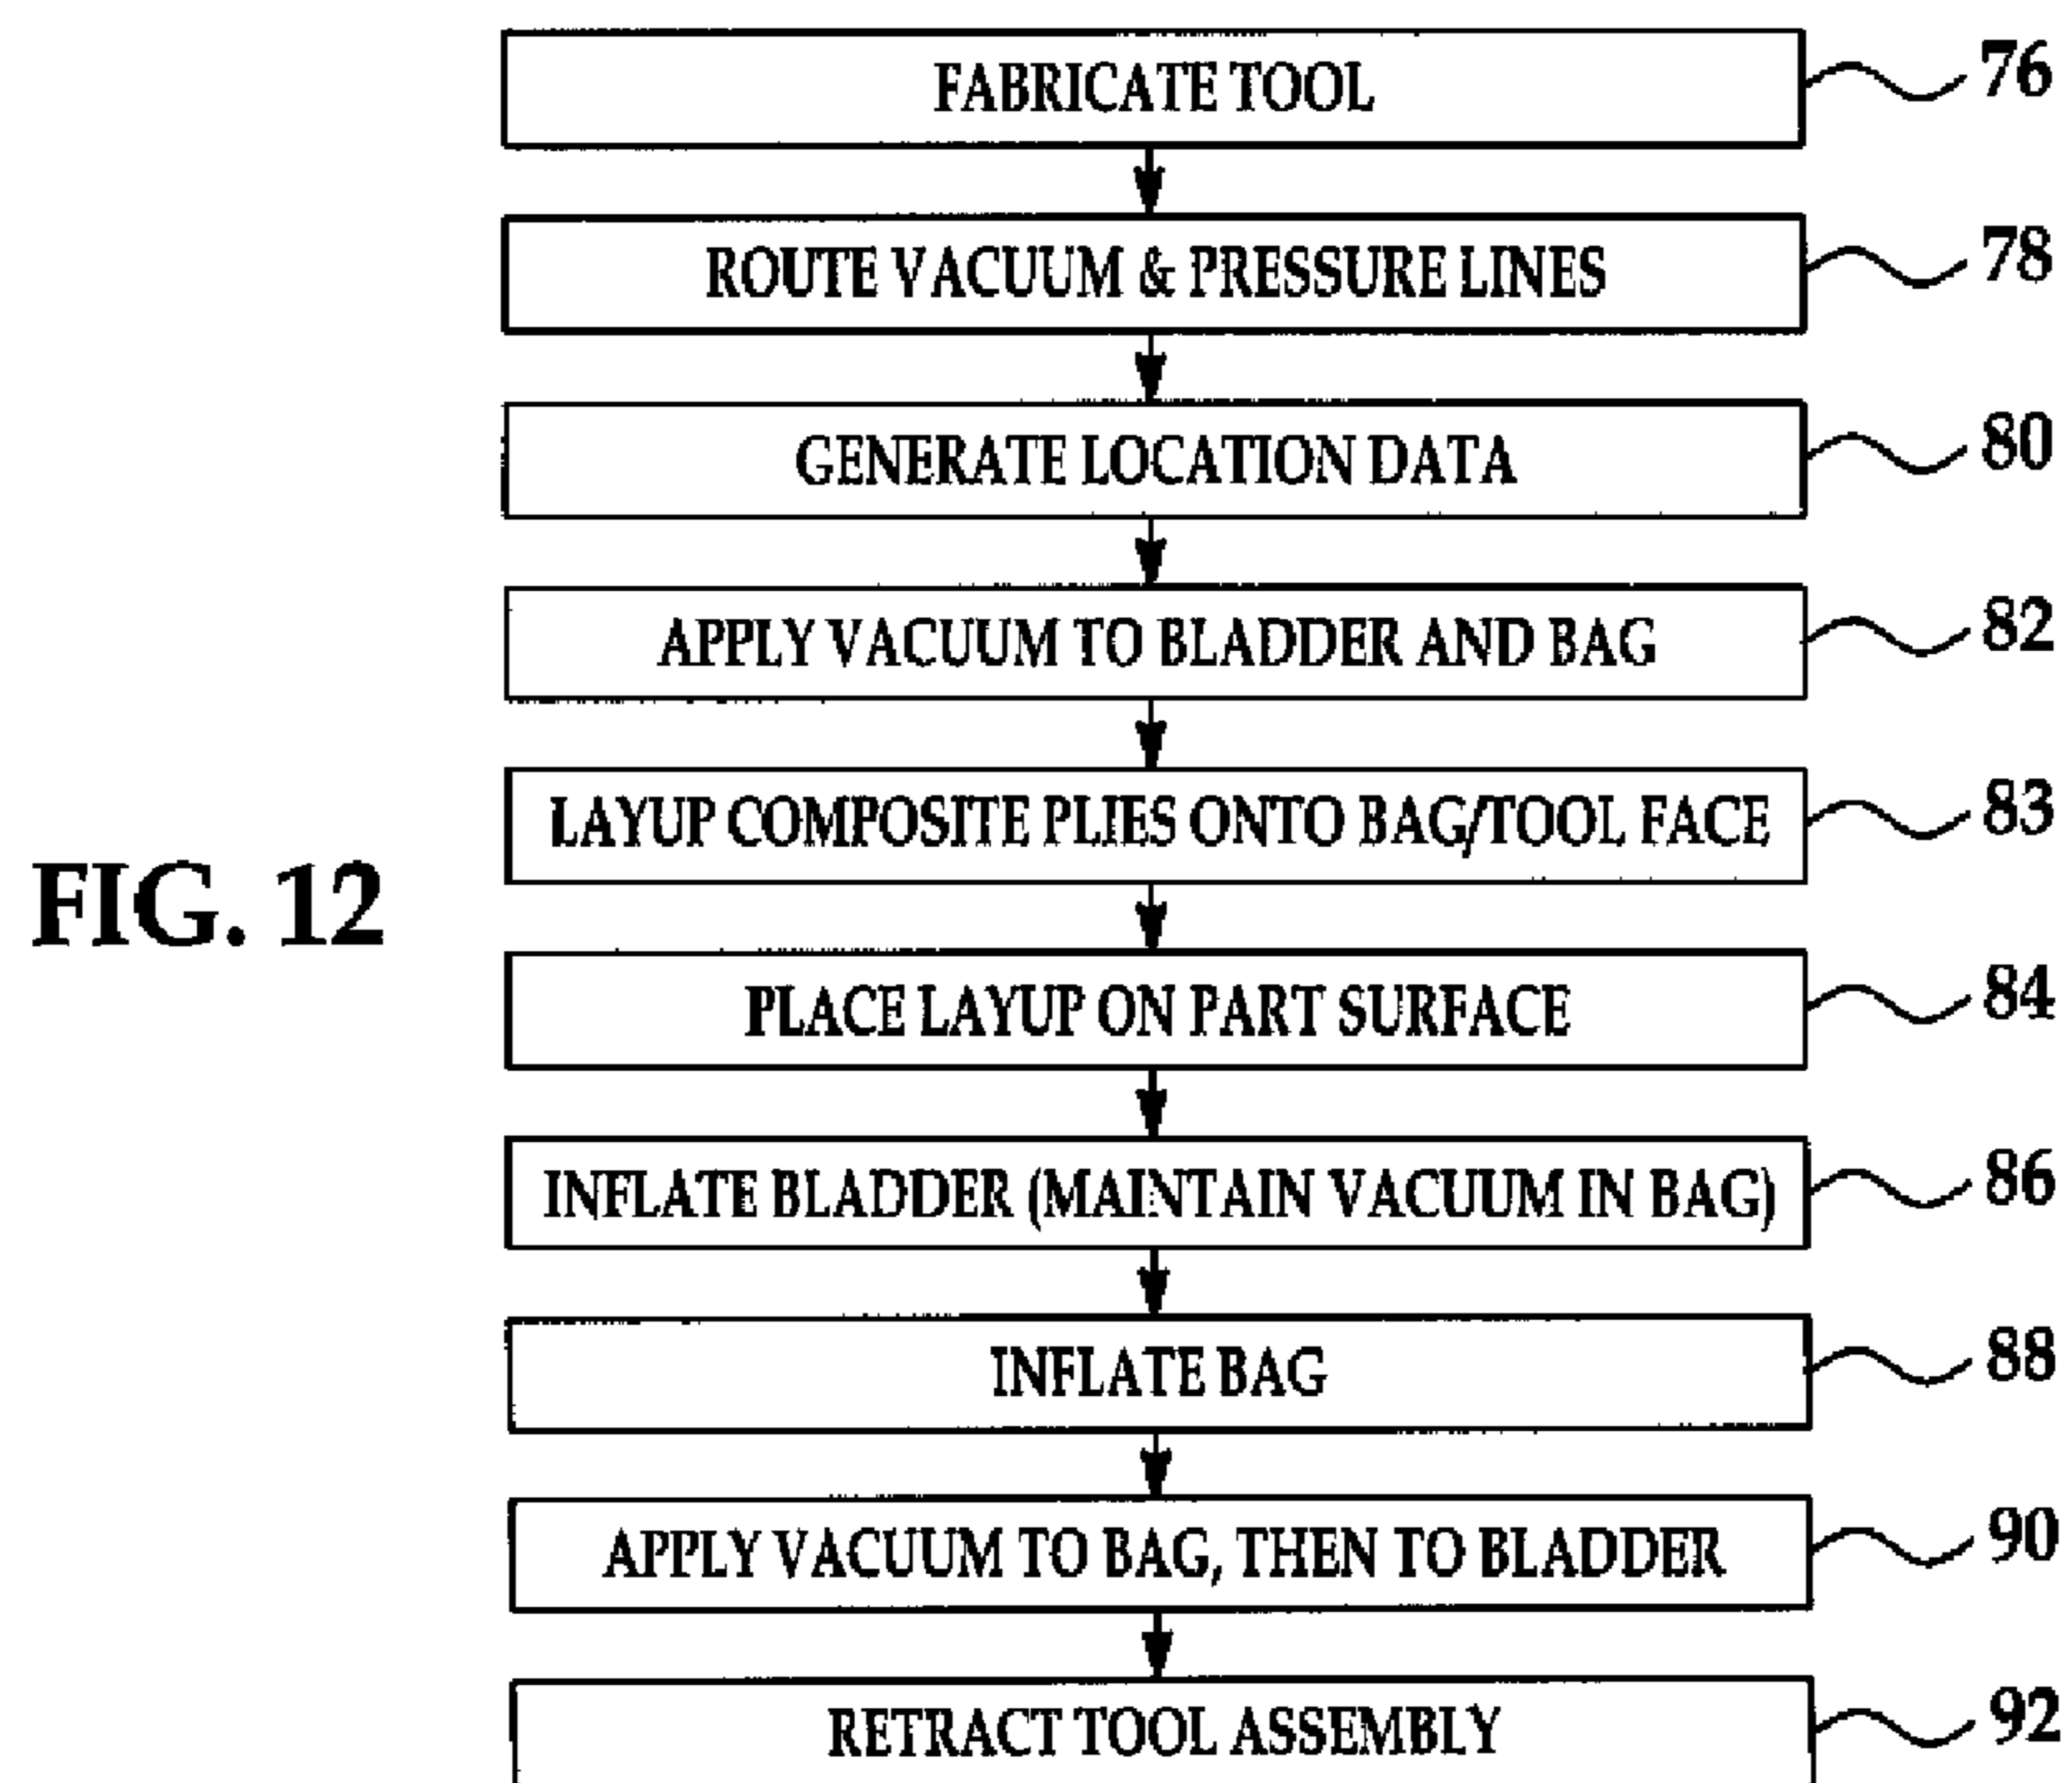 FABRICATE TOOL 76
ROUTE VACUUM & PRESSURE LINES 78
GENERATE LOCATION DATA 80
APPLY VACUUM TO BLADDER AND BAG 82
LAYUP COMPOSITE PLIES ONTO BAG/TOOL FACE 83
FIG. 12
PLACE LAYUP ON PART SURFACE 84
INFLATE BLADDER (MAINTAIN VACUUM IN BAG) 86
INFLATE BAG 88
APPLY VACUUM TO BAG, THEN TO BLADDER 90
RETRACT TOOL ASSEMBLY 92